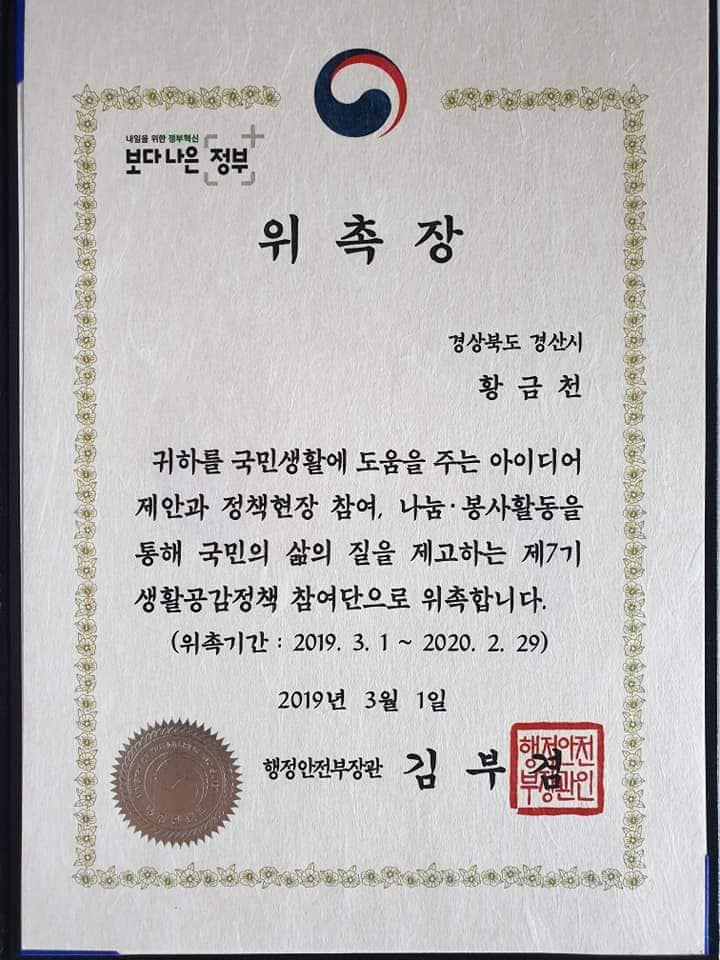 내일을 위한 정부혁신
보다 나은 정부
위촉장
경상북도 경산시
황금천
귀하를 국민생활에 도움을 주는 아이디어
제안과 정책현장 참여, 나눔·봉사활동을
통해 국민의 삶의 질을 제고하는 제7기
생활공감정책 참여단으로 위촉합니다.
(위촉기간 : 2019. 3. 1 ~ 2020. 2. 29)
2019년 3월 1일
행정안전부장관 김부겸
행정안전
부장관인